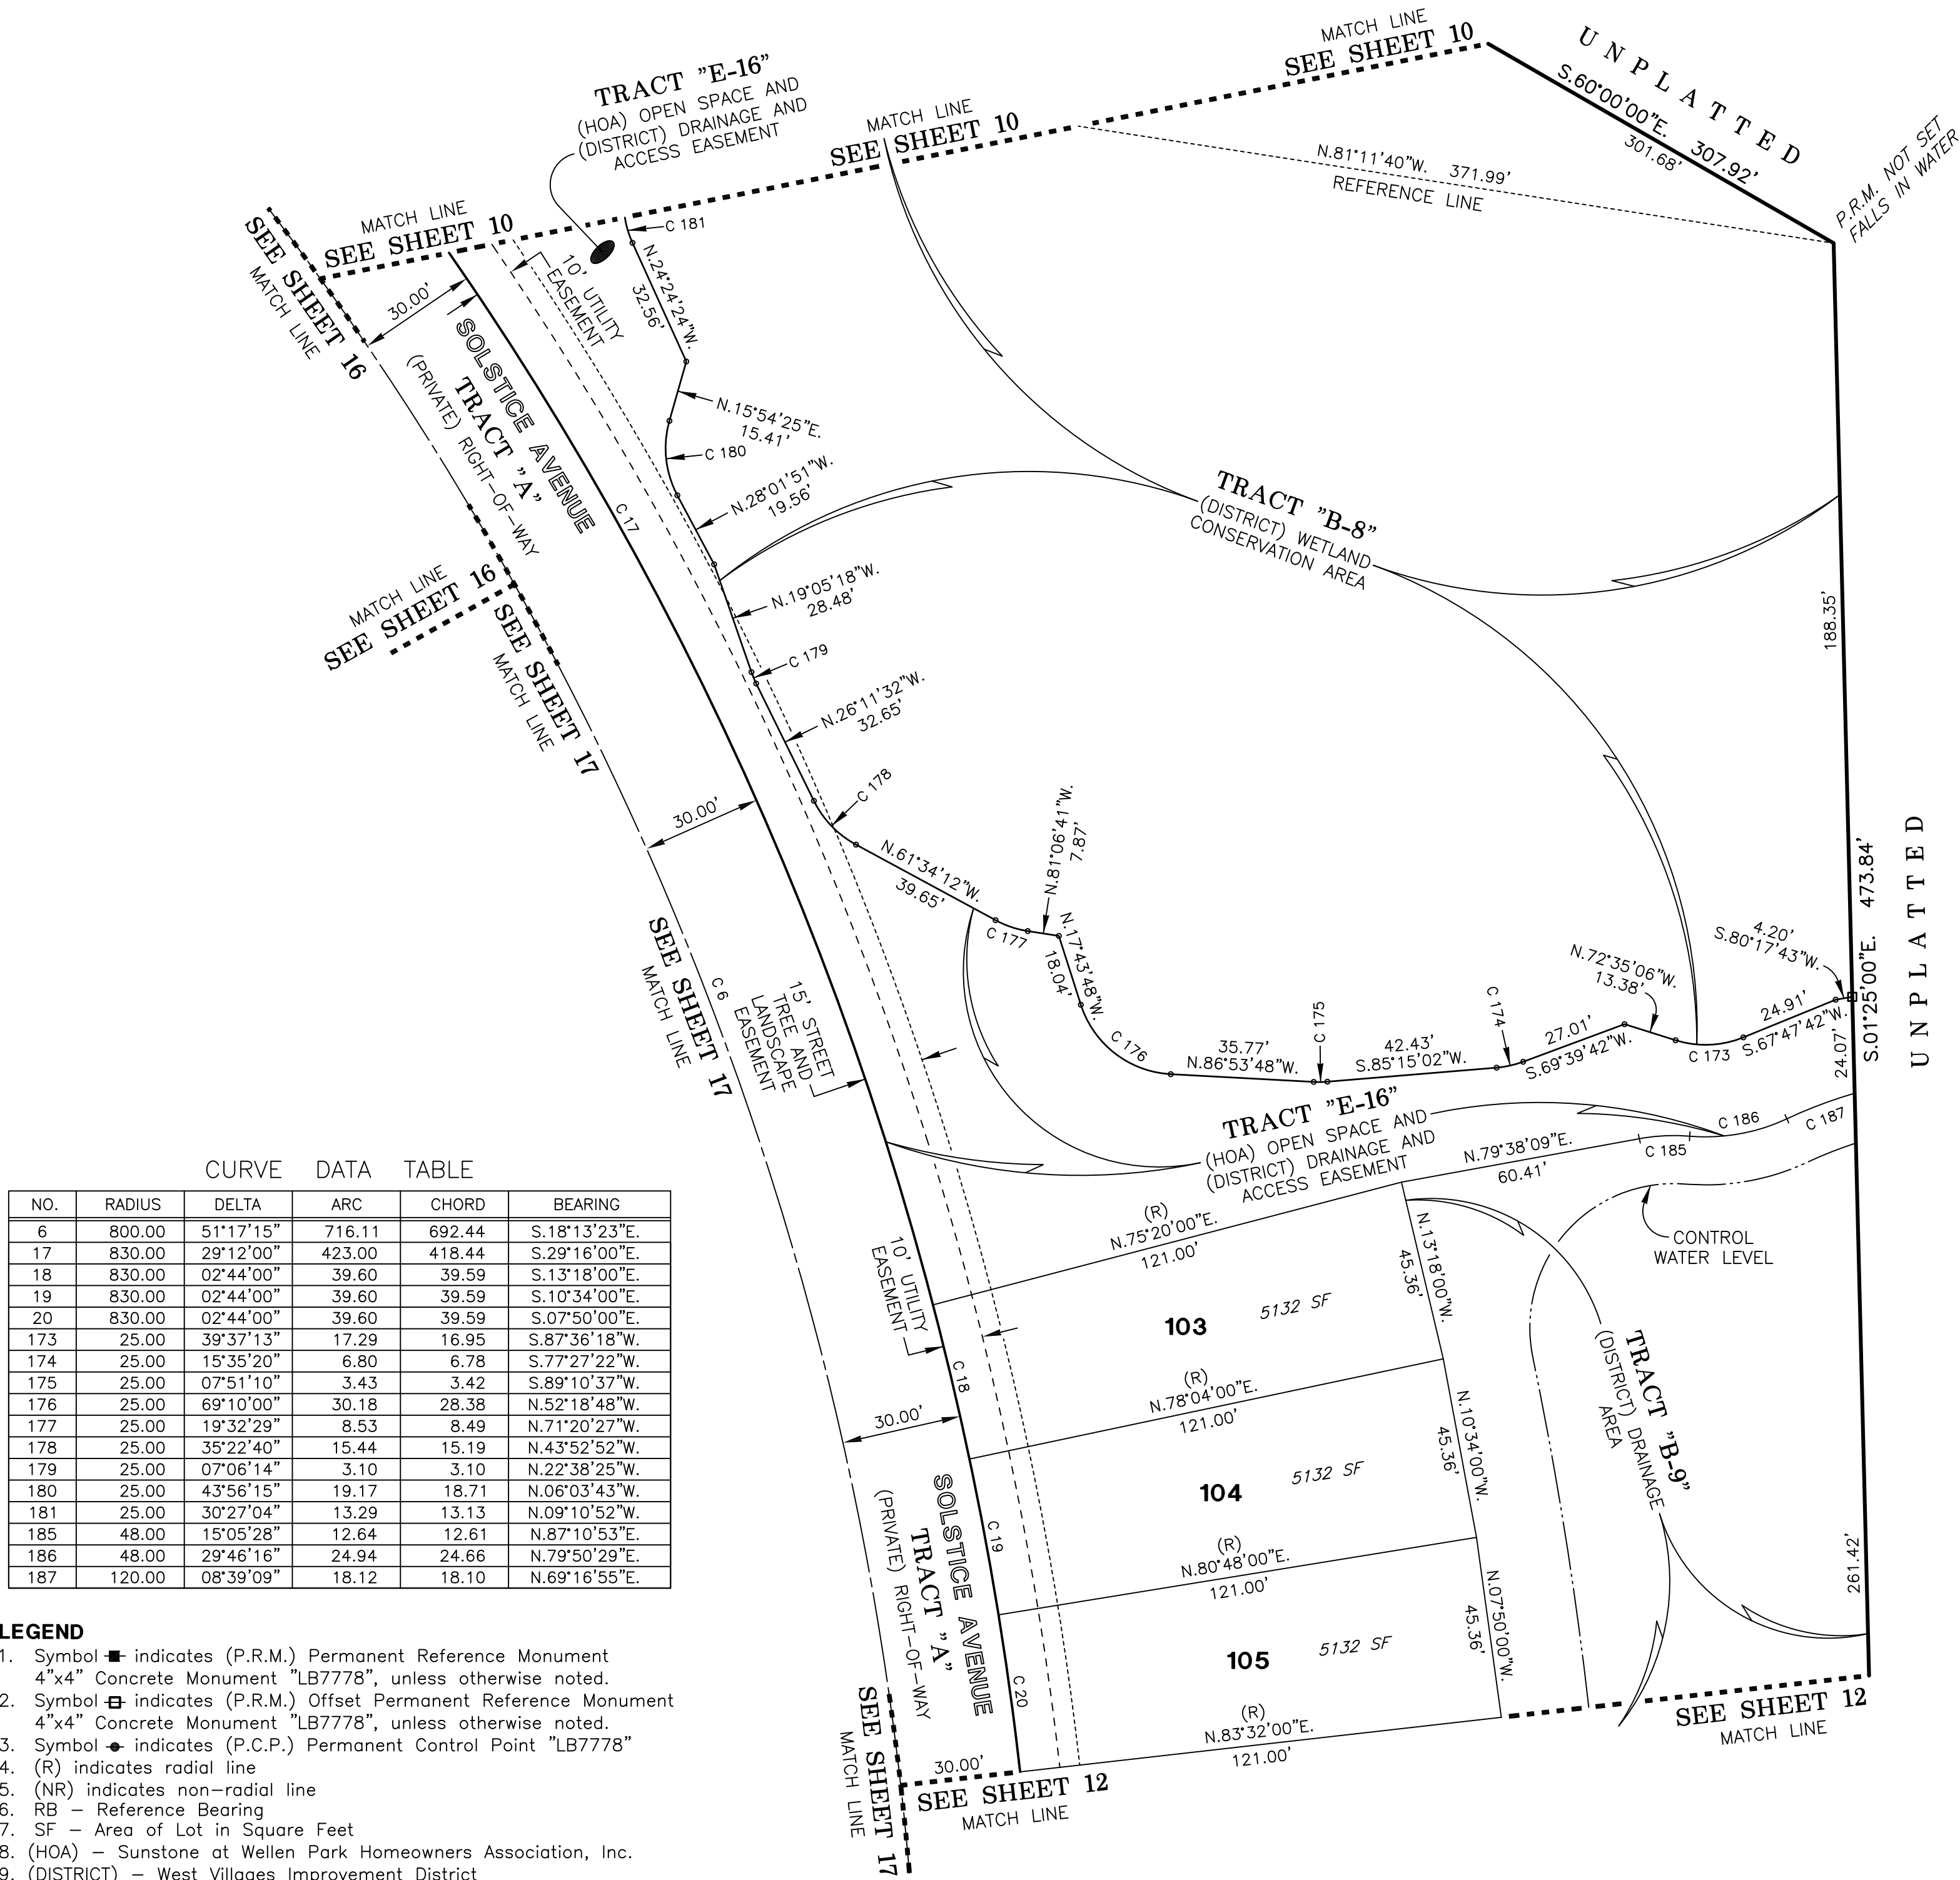 MATCH LINE
SEE SHEET 10
UNPLATTED
S.60°00'00"E. 307.92'
301.68'
P.R.M. NOT SET
FALLS IN WATER
TRACT "E-16"
(HOA) OPEN SPACE AND
(DISTRICT) DRAINAGE AND
ACCESS EASEMENT
MATCH LINE
SEE SHEET 10
N.81°11'40"W. 371.99'
REFERENCE LINE
MATCH LINE
SEE SHEET 10
SEE SHEET 16
MATCH LINE
C 181
N.24°24'24"W.
32.56'
10' UTILITY
EASEMENT
30.00'
SOLSTICE AVENUE
TRACT "A"
(PRIVATE) RIGHT-OF-WAY
C 17
N.15°54'25"E.
15.41'
C 180
N.28°01'51"W.
19.56'
TRACT "B-8"
(DISTRICT) WETLAND
CONSERVATION AREA
MATCH LINE
SEE SHEET 16
SEE SHEET 17
MATCH LINE
N.19°05'18"W.
28.48'
C 179
N.26°11'32"W.
32.65'
188.35'
30.00'
C 178
N.61°34'12"W.
39.65'
C 177
N.81°06'41"W.
7.87'
N.17°43'48"W.
18.04'
C 176
35.77'
N.86°53'48"W.
C 175
42.43'
S.85°15'02"W.
C 174
27.01'
S.69°39'42"W.
N.72°35'06"W.
13.38'
C 173
24.91'
S.67°47'42"W.
4.20'
S.80°17'43"W.
24.07'
S.01°25'00"E. 473.84'
UNPLATTED
SEE SHEET 17
MATCH LINE
C 6
15' STREET
TREE AND
LANDSCAPE
EASEMENT
TRACT "E-16"
(HOA) OPEN SPACE AND
(DISTRICT) DRAINAGE AND
ACCESS EASEMENT
N.79°38'09"E.
60.41'
C 185
C 186
C 187
CONTROL
WATER LEVEL
(R)
N.75°20'00"E.
121.00'
10' UTILITY
EASEMENT
103
5132 SF
N.13°18'00"W.
45.36'
C 18
(R)
N.78°04'00"E.
121.00'
30.00'
104
5132 SF
N.10°34'00"W.
45.36'
C 19
(R)
N.80°48'00"E.
121.00'
TRACT "B-9"
(DISTRICT) DRAINAGE
AREA
SOLSTICE AVENUE
TRACT "A"
(PRIVATE) RIGHT-OF-WAY
105
5132 SF
N.07°50'00"W.
45.36'
C 20
261.42'
(R)
N.83°32'00"E.
121.00'
SEE SHEET 12
MATCH LINE
30.00'
SEE SHEET 12
MATCH LINE
SEE SHEET 17
MATCH LINE
CURVE DATA TABLE
NO. RADIUS DELTA ARC CHORD BEARING
6 800.00 51°17'15" 716.11 692.44 S.18°13'23"E.
17 830.00 29°12'00" 423.00 418.44 S.29°16'00"E.
18 830.00 02°44'00" 39.60 39.59 S.13°18'00"E.
19 830.00 02°44'00" 39.60 39.59 S.10°34'00"E.
20 830.00 02°44'00" 39.60 39.59 S.07°50'00"E.
173 25.00 39°37'13" 17.29 16.95 S.87°36'18"W.
174 25.00 15°35'20" 6.80 6.78 S.77°27'22"W.
175 25.00 07°51'10" 3.43 3.42 S.89°10'37"W.
176 25.00 69°10'00" 30.18 28.38 N.52°18'48"W.
177 25.00 19°32'29" 8.53 8.49 N.71°20'27"W.
178 25.00 35°22'40" 15.44 15.19 N.43°52'52"W.
179 25.00 07°06'14" 3.10 3.10 N.22°38'25"W.
180 25.00 43°56'15" 19.17 18.71 N.06°03'43"W.
181 25.00 30°27'04" 13.29 13.13 N.09°10'52"W.
185 48.00 15°05'28" 12.64 12.61 N.87°10'53"E.
186 48.00 29°46'16" 24.94 24.66 N.79°50'29"E.
187 120.00 08°39'09" 18.12 18.10 N.69°16'55"E.
LEGEND
1. Symbol indicates (P.R.M.) Permanent Reference Monument
4"x4" Concrete Monument "LB7778", unless otherwise noted.
2. Symbol indicates (P.R.M.) Offset Permanent Reference Monument
4"x4" Concrete Monument "LB7778", unless otherwise noted.
3. Symbol indicates (P.C.P.) Permanent Control Point "LB7778"
4. (R) indicates radial line
5. (NR) indicates non-radial line
6. RB - Reference Bearing
7. SF - Area of Lot in Square Feet
8. (HOA) - Sunstone at Wellen Park Homeowners Association, Inc.
9. (DISTRICT) - West Villages Improvement District